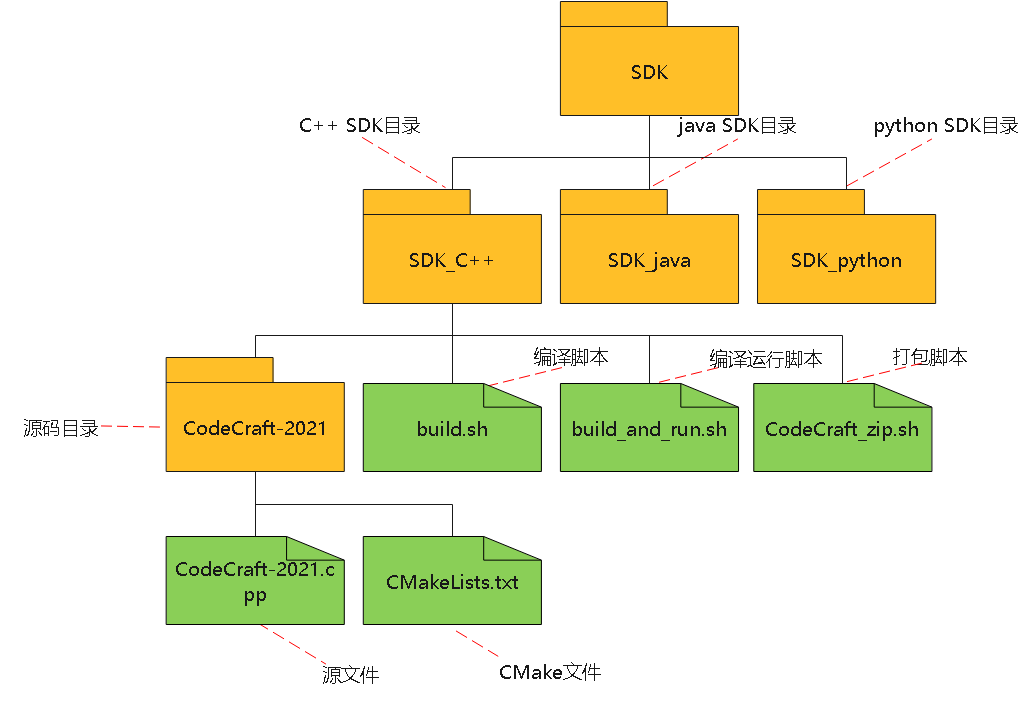 SDK
C++ SDK目录
java SDK目录
python SDK目录
SDK_C++
SDK_java
SDK_python
编译脚本
编译运行脚本
打包脚本
源码目录
CodeCraft-2021
build.sh
build_and_run.sh
CodeCraft_zip.sh
CodeCraft-2021.c
pp
CMakeLists.txt
源文件
CMake文件